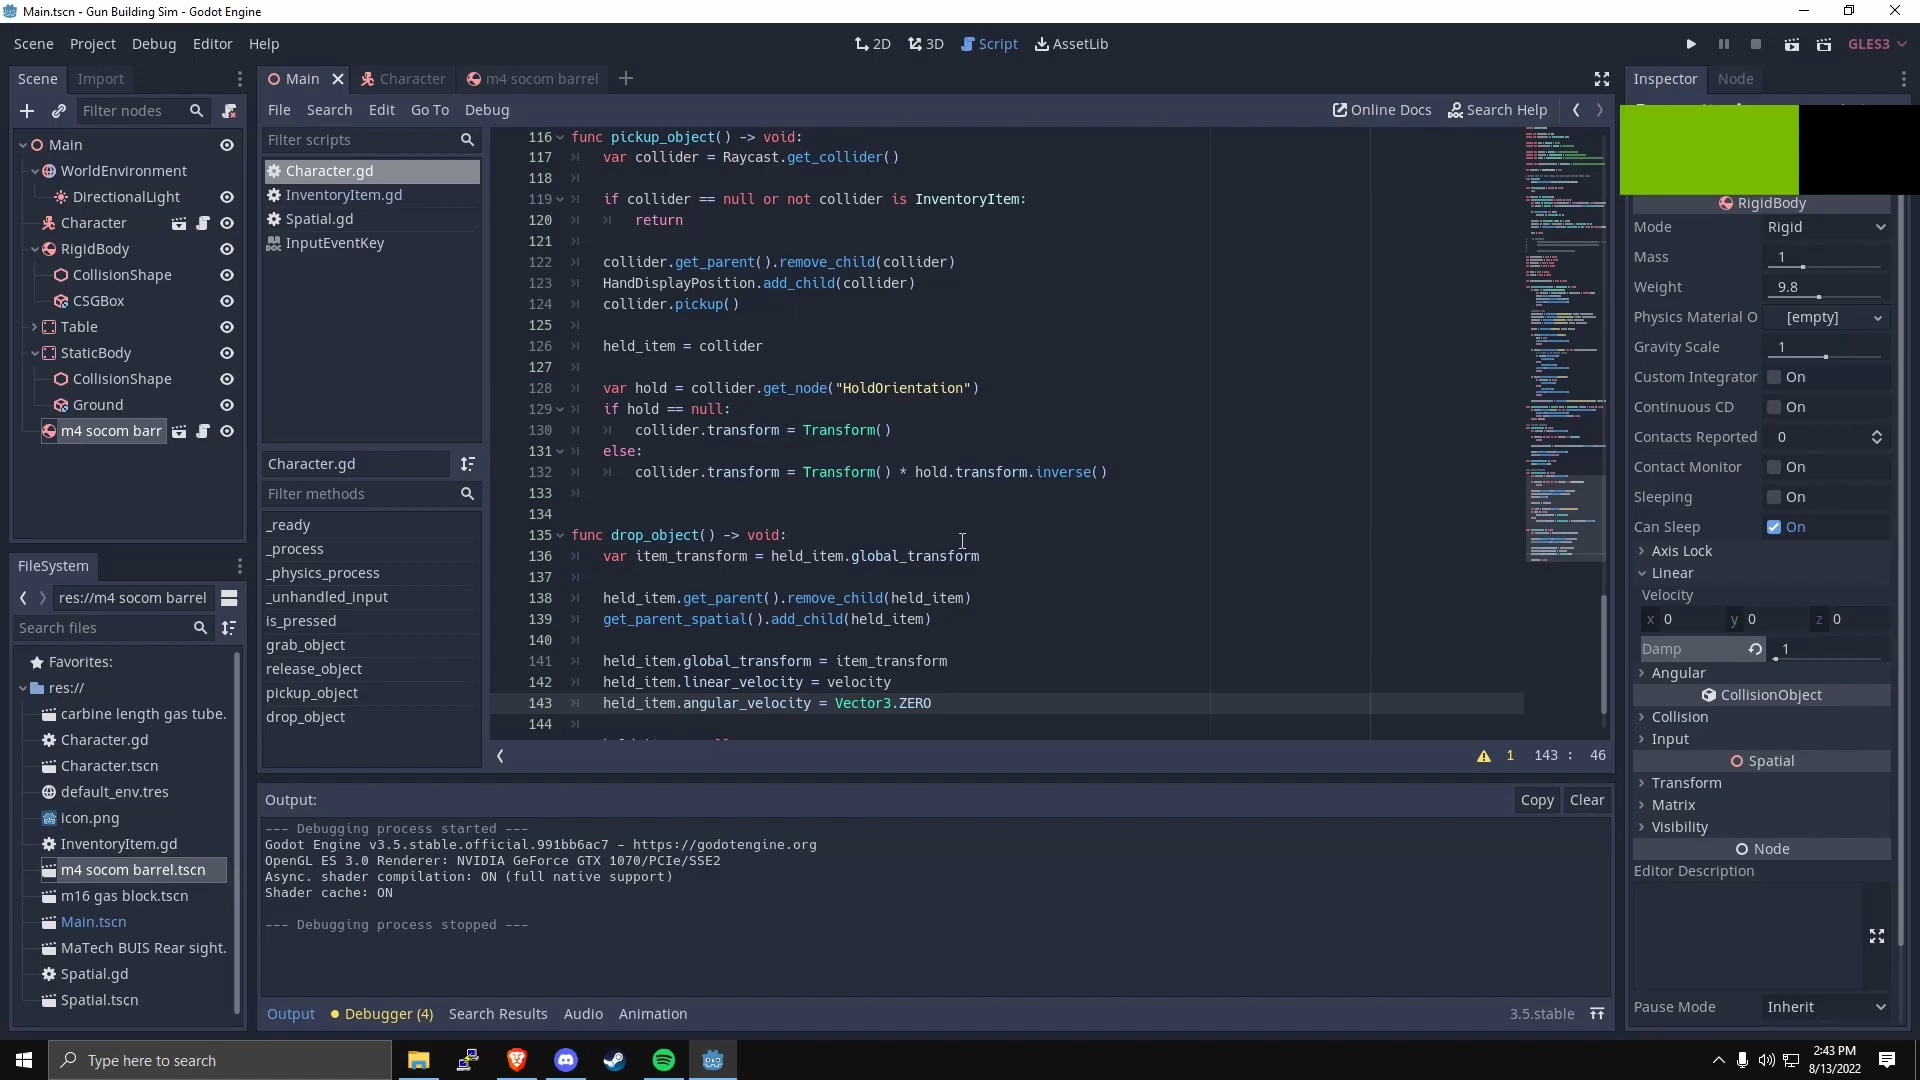 Main.tscn - Gun Building Sim - Godot Engine
Scene Project Debug Editor Help
2D 3D Script AssetLib
GLES3
Scene Import
Filter nodes
Main
WorldEnvironment
DirectionalLight
Character
RigidBody
CollisionShape
CSGBox
Table
StaticBody
CollisionShape
Ground
m4 socom barr
FileSystem
res://m4 socom barrel
Search files
Favorites:
res://
carbine length gas tube.
Character.gd
Character.tscn
default_env.tres
icon.png
InventoryItem.gd
m4 socom barrel.tscn
m16 gas block.tscn
Main.tscn
MaTech BUIS Rear sight.
Spatial.gd
Spatial.tscn
Main Character m4 socom barrel
File Search Edit Go To Debug
Online Docs Search Help
Filter scripts
Character.gd
InventoryItem.gd
Spatial.gd
InputEventKey
Character.gd
Filter methods
_ready
_process
_physics_process
_unhandled_input
is_pressed
grab_object
release_object
pickup_object
drop_object
116 func pickup_object() -> void:
117 var collider = Raycast.get_collider()
118
119 if collider == null or not collider is InventoryItem:
120 return
121
122 collider.get_parent().remove_child(collider)
123 HandDisplayPosition.add_child(collider)
124 collider.pickup()
125
126 held_item = collider
127
128 var hold = collider.get_node("HoldOrientation")
129 if hold == null:
130 collider.transform = Transform()
131 else:
132 collider.transform = Transform() * hold.transform.inverse()
133
134
135 func drop_object() -> void:
136 var item_transform = held_item.global_transform
137
138 held_item.get_parent().remove_child(held_item)
139 get_parent_spatial().add_child(held_item)
140
141 held_item.global_transform = item_transform
142 held_item.linear_velocity = velocity
143 held_item.angular_velocity = Vector3.ZERO
144
1 143 : 46
Output:
Copy Clear
--- Debugging process started ---
Godot Engine v3.5.stable.official.991bb6ac7 - https://godotengine.org
OpenGL ES 3.0 Renderer: NVIDIA GeForce GTX 1070/PCIe/SSE2
Async. shader compilation: ON (full native support)
Shader cache: ON
--- Debugging process stopped ---
Output Debugger (4) Search Results Audio Animation
3.5.stable
Inspector Node
RigidBody
Mode Rigid
Mass 1
Weight 9.8
Physics Material O [empty]
Gravity Scale 1
Custom Integrator On
Continuous CD On
Contacts Reported 0
Contact Monitor On
Sleeping On
Can Sleep On
Axis Lock
Linear
Velocity
x 0 y 0 z 0
Damp 1
Angular
CollisionObject
Collision
Input
Spatial
Transform
Matrix
Visibility
Node
Editor Description
Pause Mode Inherit
Type here to search
2:43 PM
8/13/2022